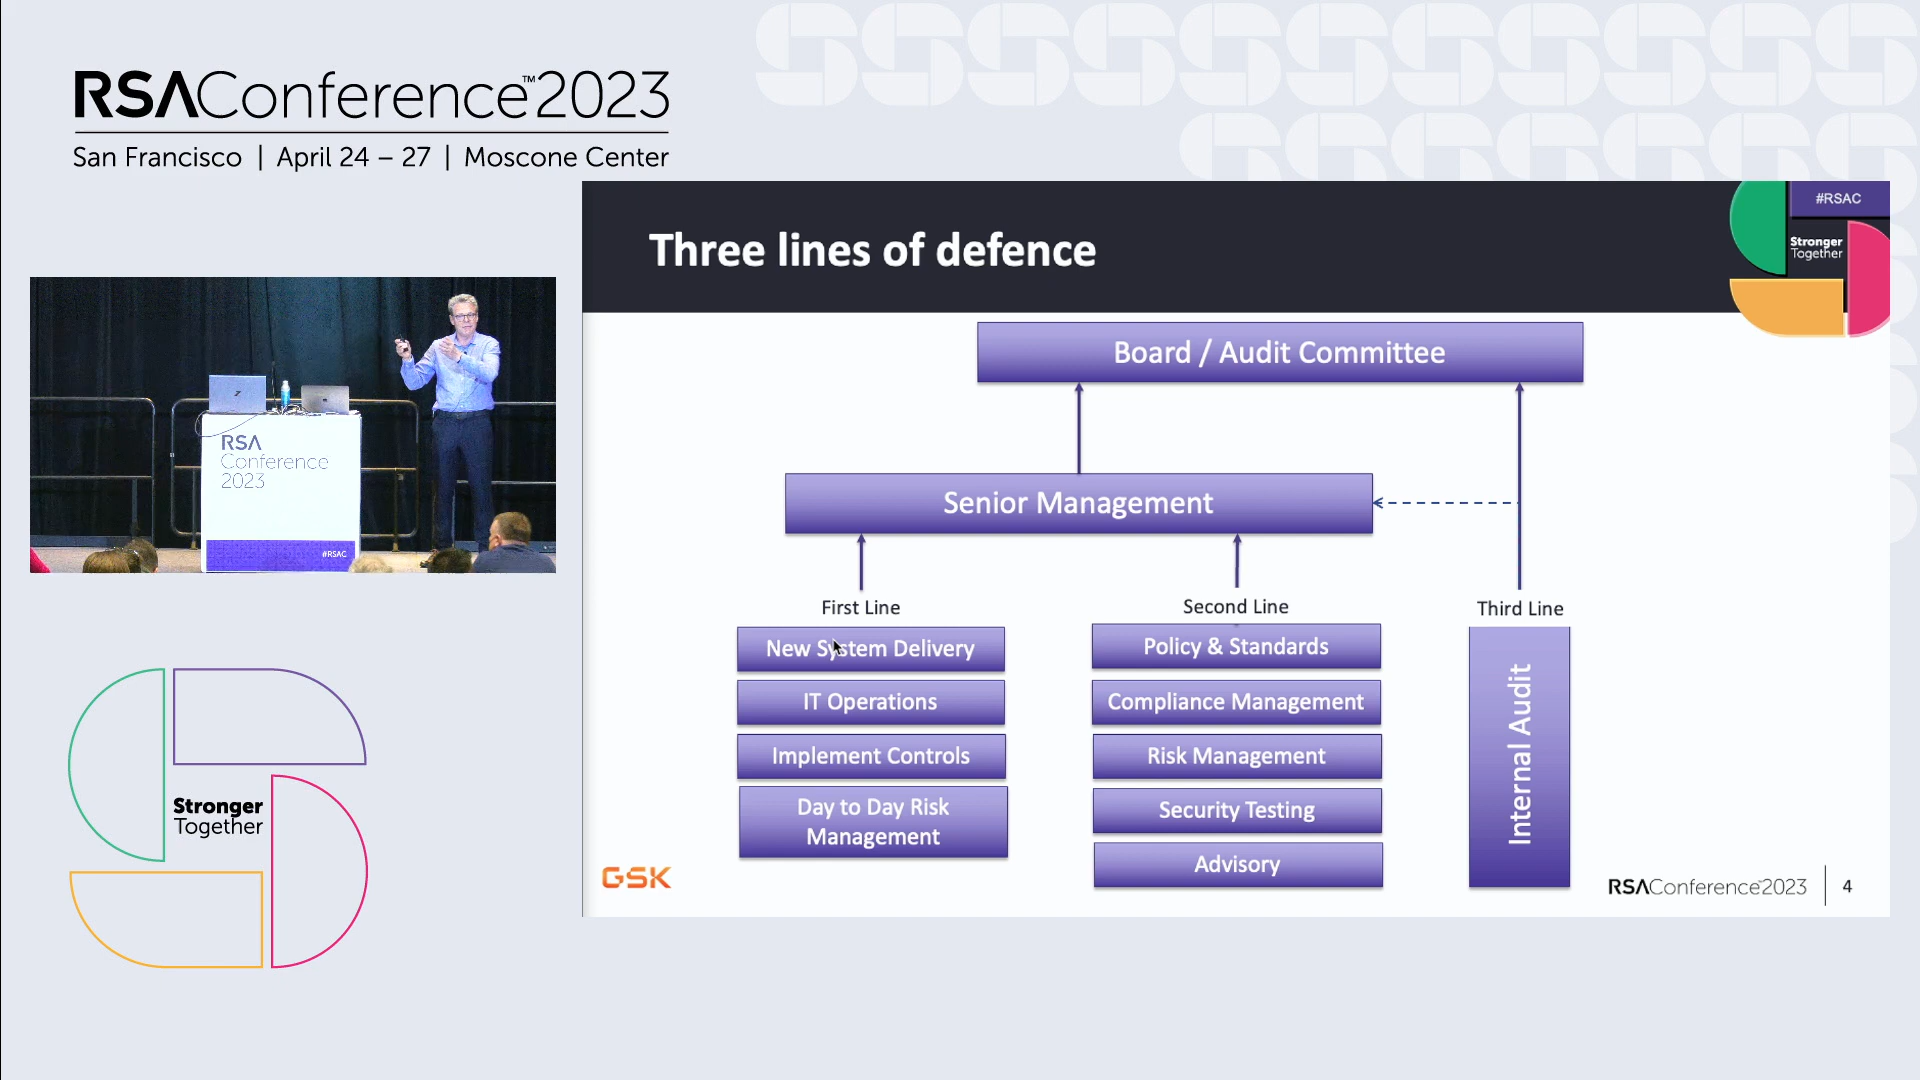 RSAConference™2023
San Francisco | April 24 – 27 | Moscone Center
#RSAC
Stronger
Together
Three lines of defence
Board / Audit Committee
Senior Management
First Line
New System Delivery
IT Operations
Implement Controls
Day to Day Risk
Management
Second Line
Policy & Standards
Compliance Management
Risk Management
Security Testing
Advisory
Third Line
Internal Audit
GSK
RSAConference™2023 | 4
RSA
Conference
2023
#RSAC
Stronger
Together